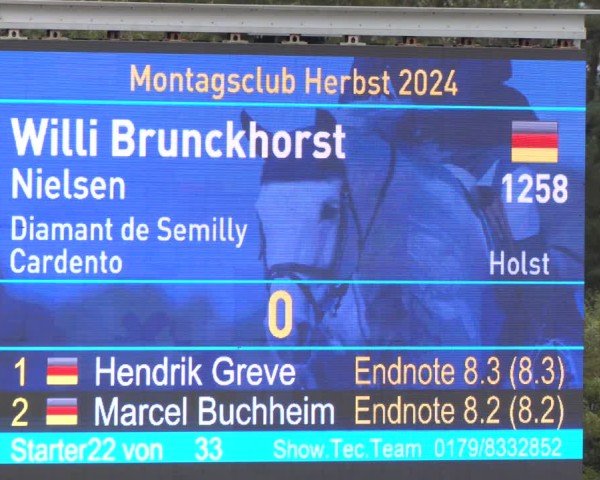 Montagsclub Herbst 2024
Willi Brunckhorst
Nielsen 1258
Diamant de Semilly
Cardento Holst
0
1 Hendrik Greve Endnote 8.3 (8.3)
2 Marcel Buchheim Endnote 8.2 (8.2)
Starter22 von 33 Show.Tec.Team 0179/8332852